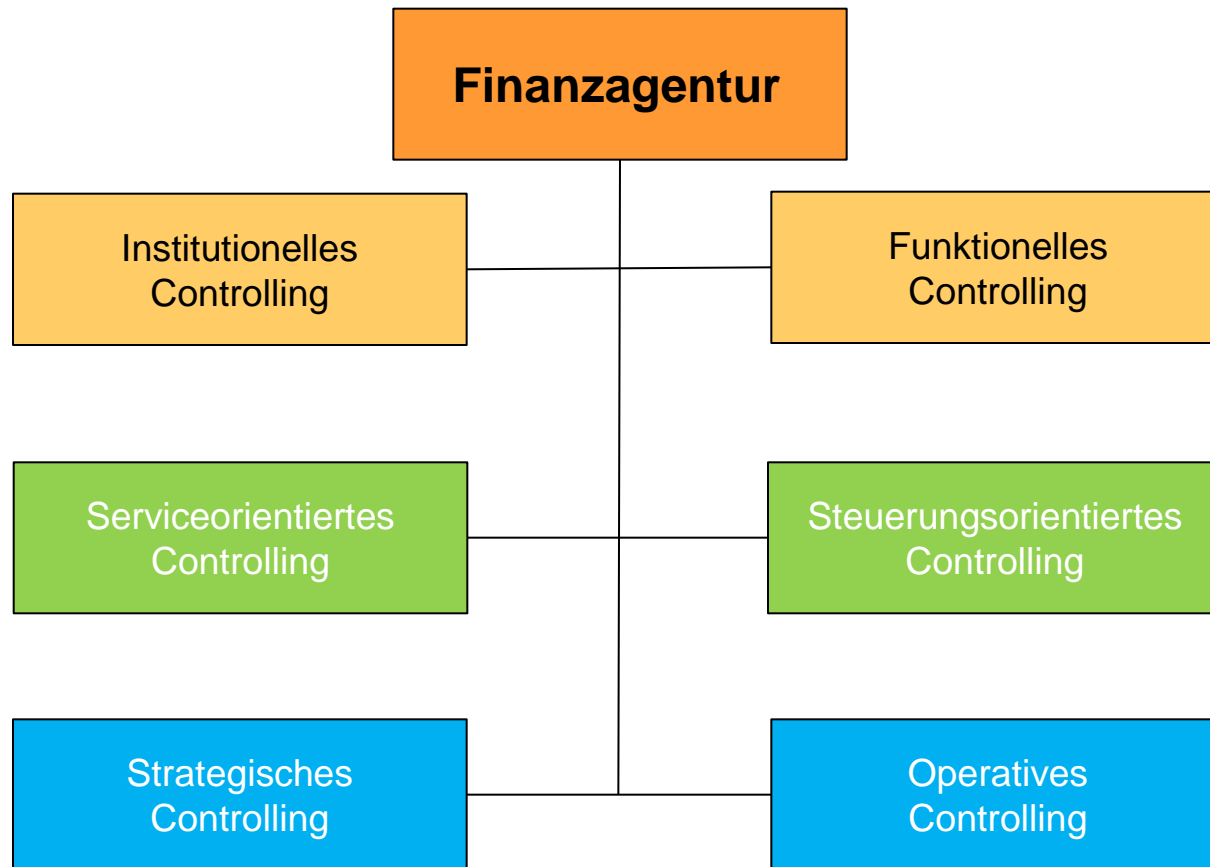 Finanzagentur
Institutionelles
Controlling
Funktionelles
Controlling
Serviceorientiertes
Controlling
Steuerungsorientiertes
Controlling
Strategisches
Controlling
Operatives
Controlling